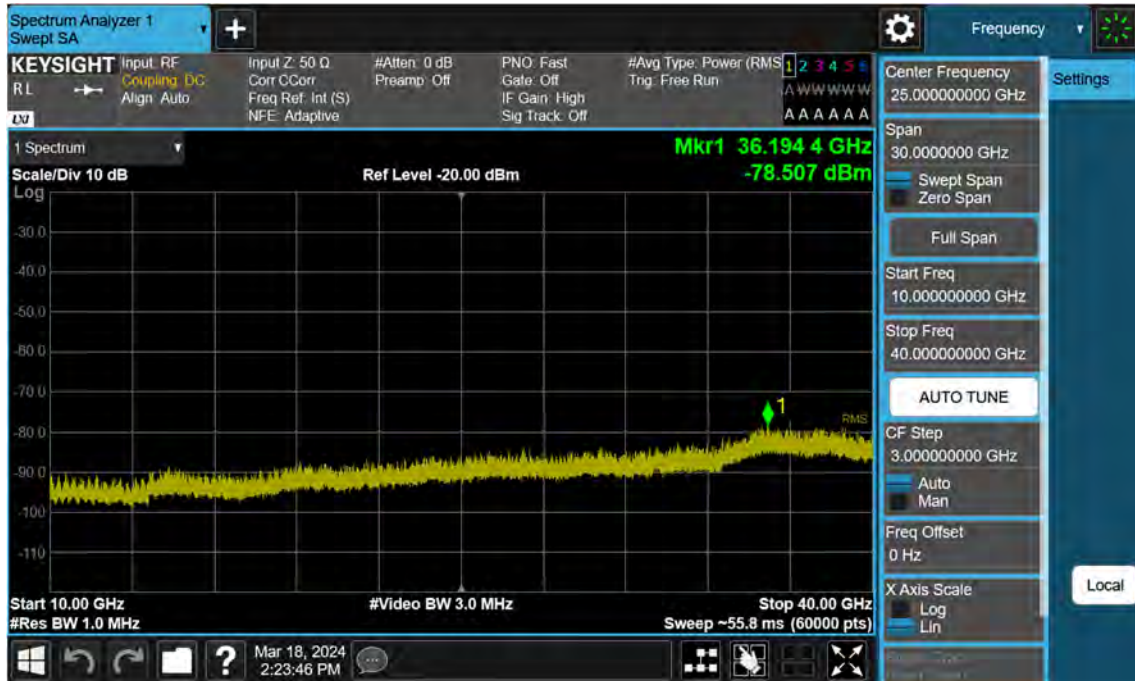 Spectrum Analyzer 1
Swept SA
Frequency
KEYSIGHT
R L
LXI
Input: RF
Coupling: DC
Align: Auto
Input Z: 50 Ω
Corr CCorr
Freq Ref: Int (S)
NFE: Adaptive
#Atten: 0 dB
Preamp: Off
PNO: Fast
Gate: Off
IF Gain: High
Sig Track: Off
#Avg Type: Power (RMS
Trig: Free Run
1 2 3 4 5 6
A W W W W W
A A A A A A
1 Spectrum
Scale/Div 10 dB
Ref Level -20.00 dBm
Mkr1 36.194 4 GHz
-78.507 dBm
Log
-30.0
-40.0
-50.0
-60.0
-70.0
-80.0
-90.0
-100
-110
1
RMS
Start 10.00 GHz
#Video BW 3.0 MHz
Stop 40.00 GHz
#Res BW 1.0 MHz
Sweep ~55.8 ms (60000 pts)
Mar 18, 2024
2:23:46 PM
?
Center Frequency
25.000000000 GHz
Settings
Span
30.0000000 GHz
Swept Span
Zero Span
Full Span
Start Freq
10.000000000 GHz
Stop Freq
40.000000000 GHz
AUTO TUNE
CF Step
3.000000000 GHz
Auto
Man
Freq Offset
0 Hz
X Axis Scale
Log
Lin
Local